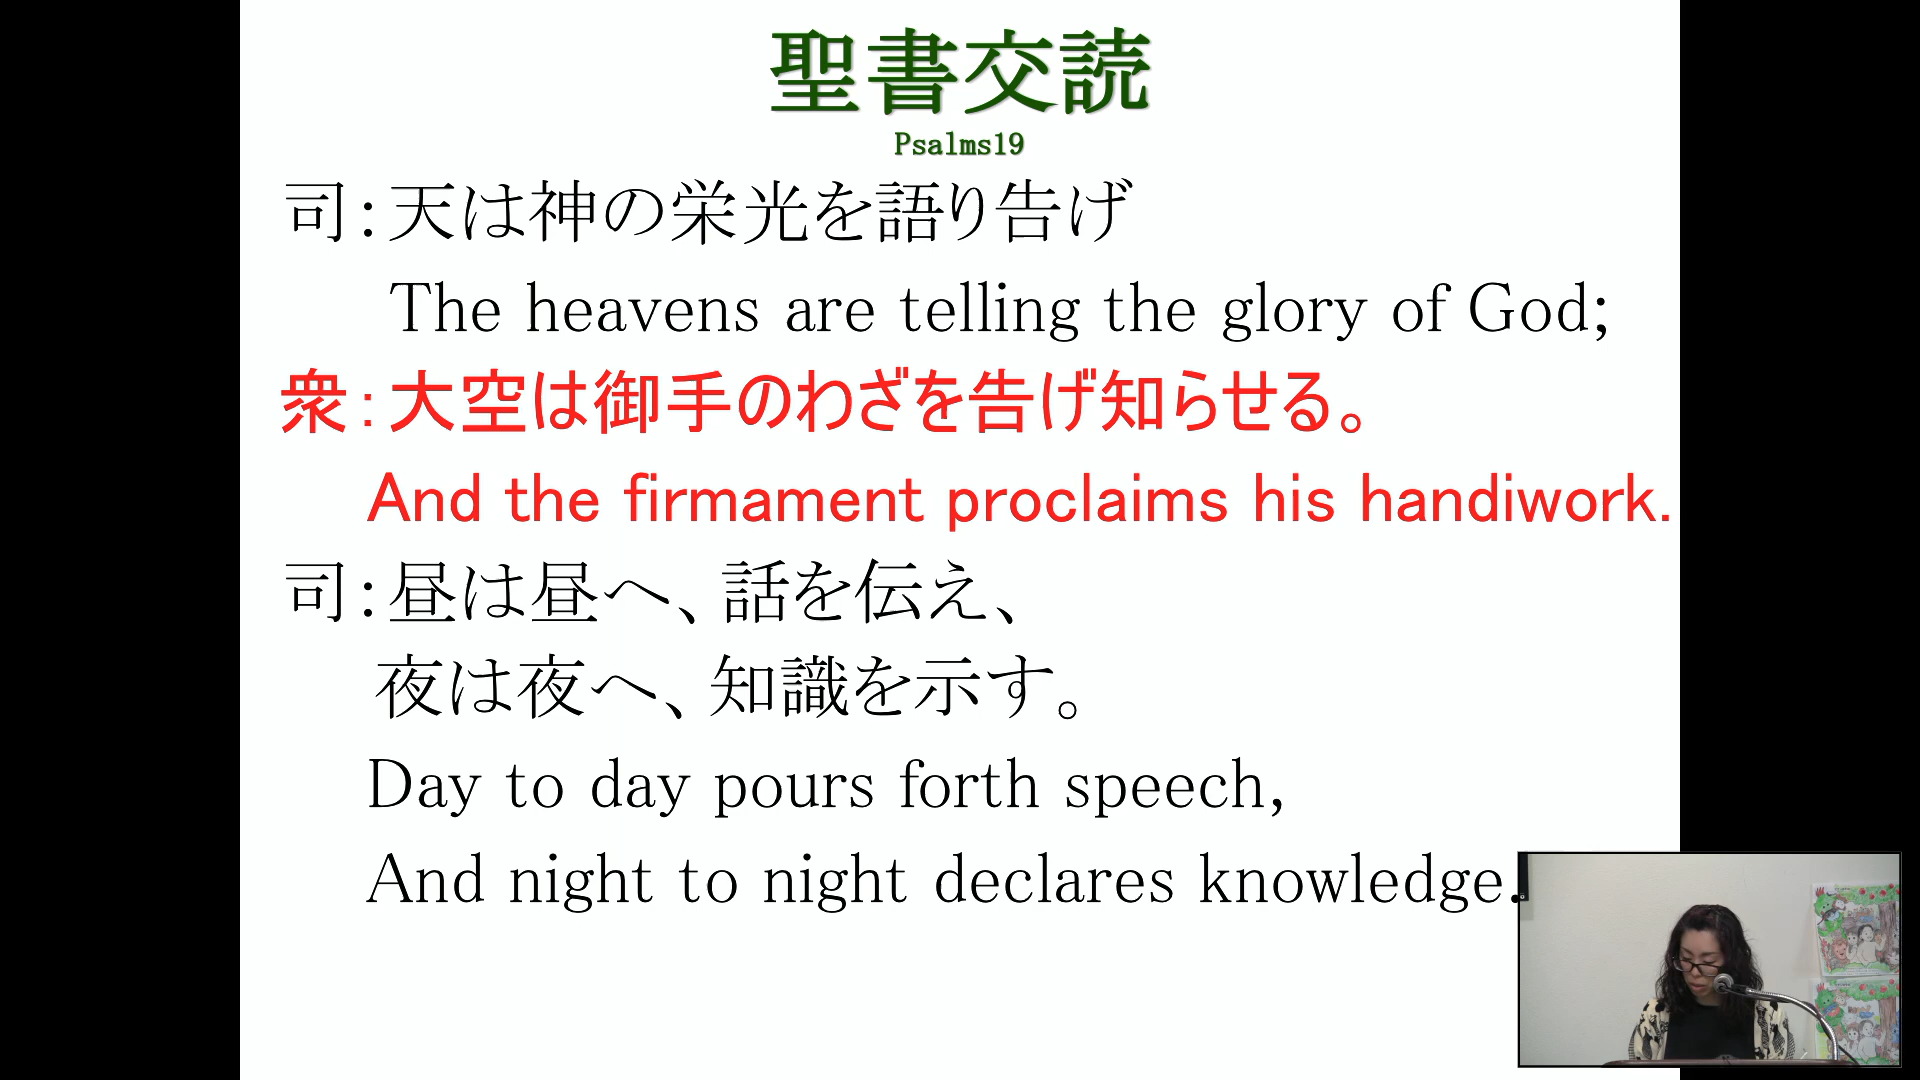 聖書交読
Psalms19
司：天は神の栄光を語り告げ
The heavens are telling the glory of God;
衆：大空は御手のわざを告げ知らせる。
And the firmament proclaims his handiwork.
司：昼は昼へ、話を伝え、
夜は夜へ、知識を示す。
Day to day pours forth speech,
And night to night declares knowledge.